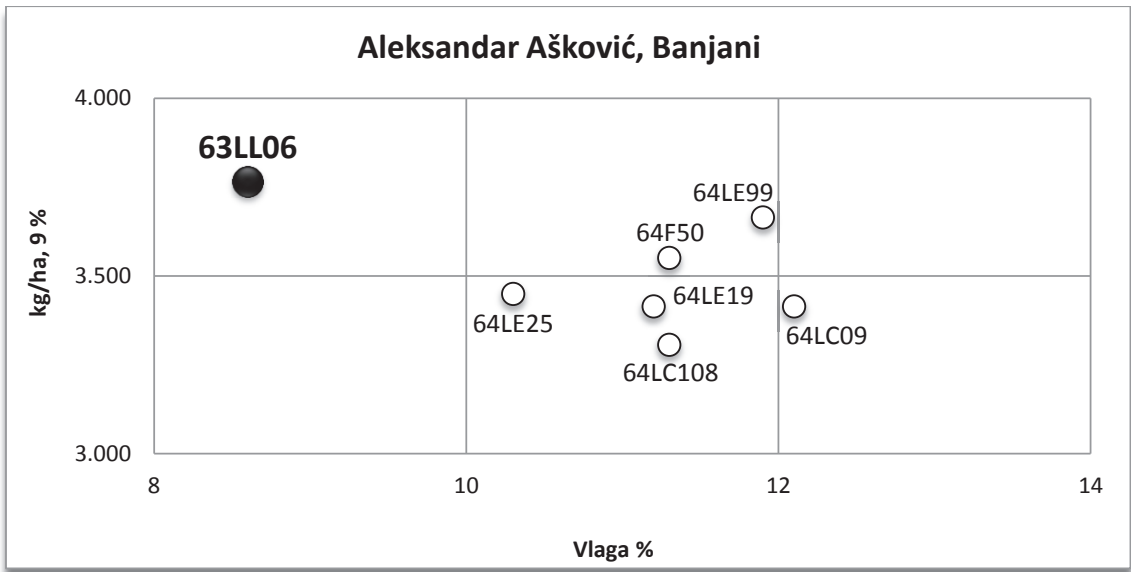 Aleksandar Ašković, Banjani
4.000
63LL06
64LE99
64F50
kg/ha, 9 %
3.500
64LE19
64LE25
64LC09
64LC108
3.000
8
10
12
14
Vlaga %